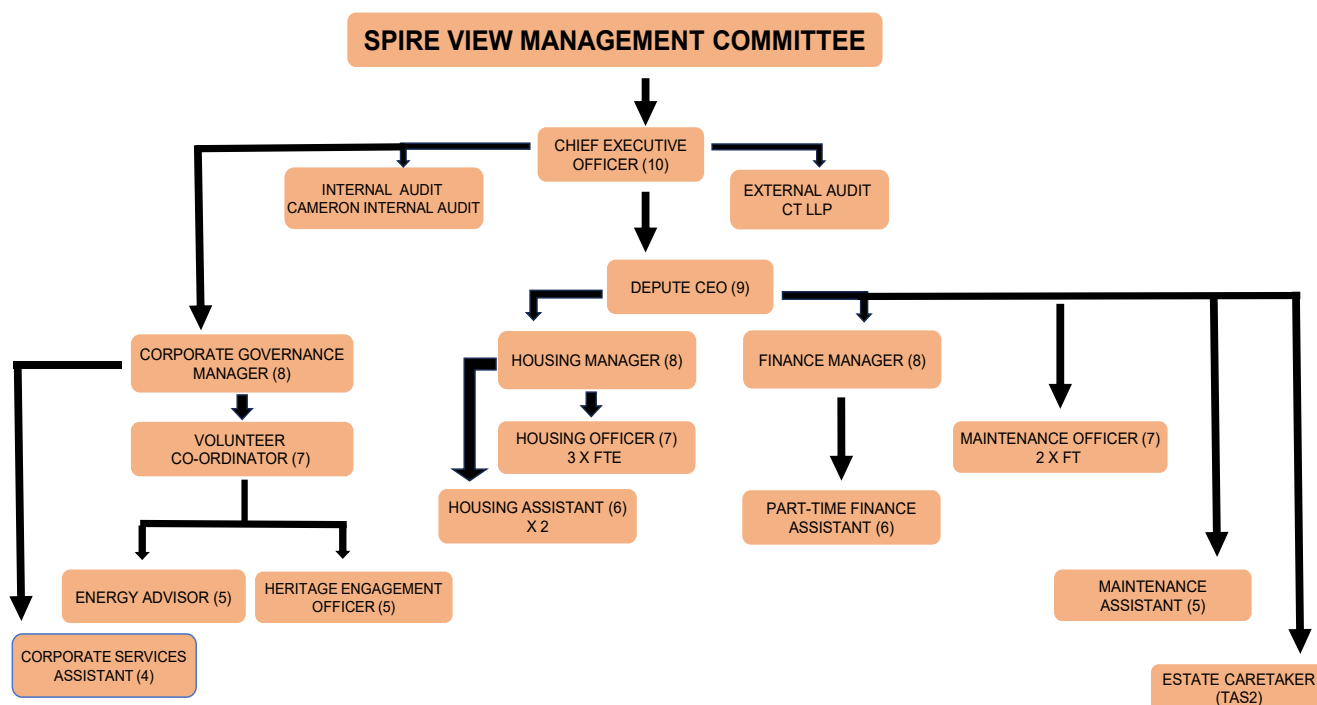 SPIRE VIEW MANAGEMENT COMMITTEE
CHIEF EXECUTIVE
OFFICER (10)
INTERNAL AUDIT
CAMERON INTERNAL AUDIT
EXTERNAL AUDIT
CT LLP
DEPUTE CEO (9)
CORPORATE GOVERNANCE
MANAGER (8)
HOUSING MANAGER (8)
FINANCE MANAGER (8)
VOLUNTEER
CO-ORDINATOR (7)
HOUSING OFFICER (7)
3 X FTE
MAINTENANCE OFFICER (7)
2 X FT
HOUSING ASSISTANT (6)
X 2
PART-TIME FINANCE
ASSISTANT (6)
ENERGY ADVISOR (5)
HERITAGE ENGAGEMENT
OFFICER (5)
MAINTENANCE
ASSISTANT (5)
CORPORATE SERVICES
ASSISTANT (4)
ESTATE CARETAKER
(TAS2)